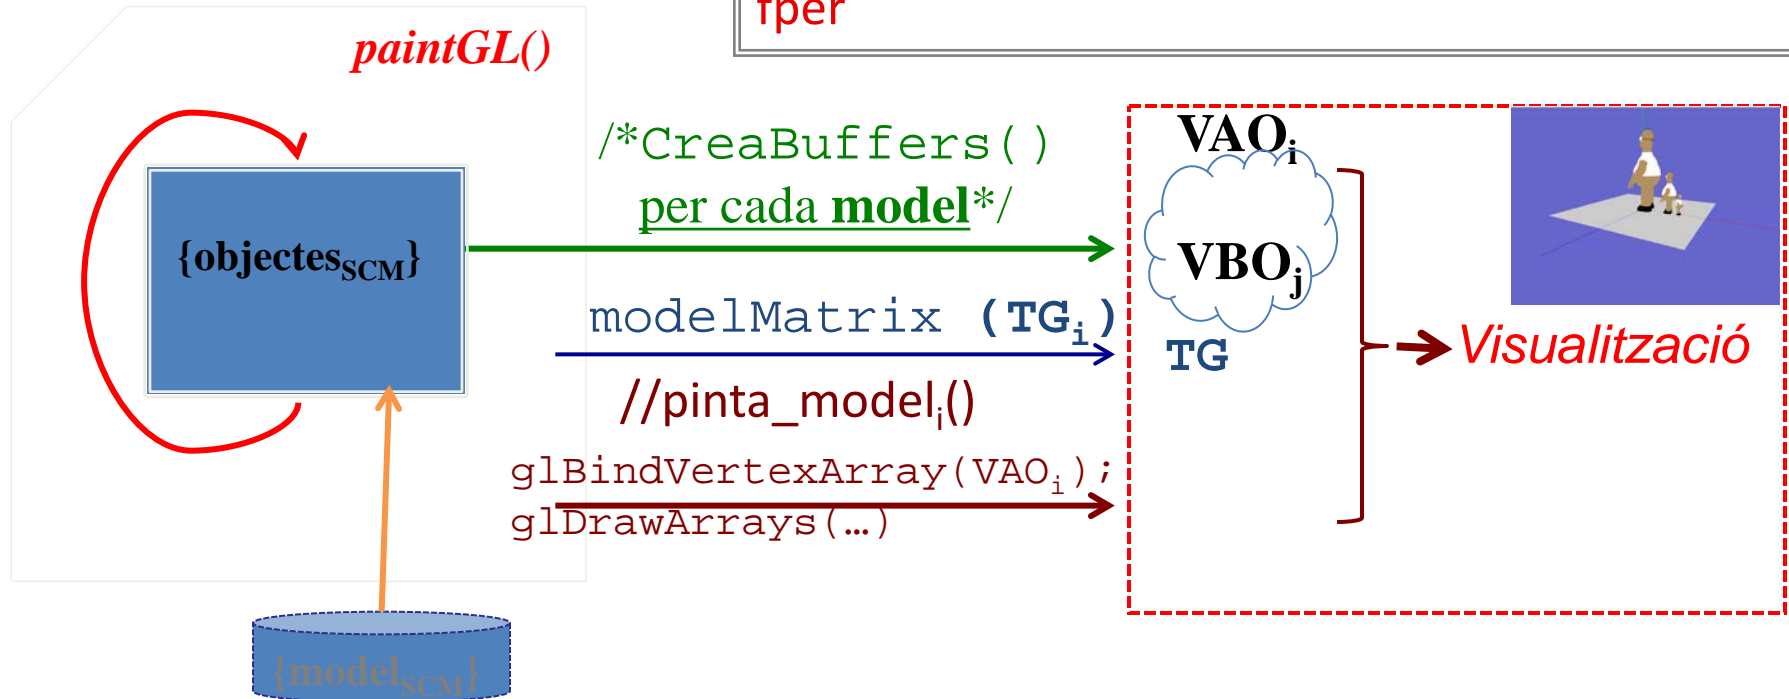 fper
paintGL()
/*CreaBuffers()
per cada model*/
{objectesSCM}
modelMatrix (TGi)
//pinta_modeli()
glBindVertexArray(VAOi);
glDrawArrays(…)
{modelSCM}
VAOi
VBOj
TG
Visualització